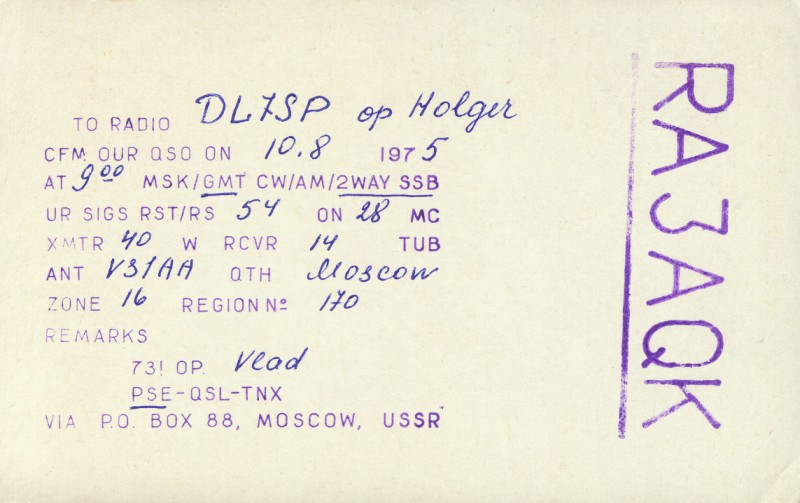 TO RADIO DL7SP op Holger
CFM OUR QSO ON 10.8 1975
AT 9 00 MSK/GMT CW/AM/2WAY SSB
UR SIGS RST/RS 54 ON 28 MC
XMTR 40 W RCVR 14 TUB
ANT V31AA QTH Moscow
ZONE 16 REGION Nº 170
REMARKS
73! OP. Vlad
PSE-QSL-TNX
VIA P.O. BOX 88, MOSCOW, USSR
RA3AQK